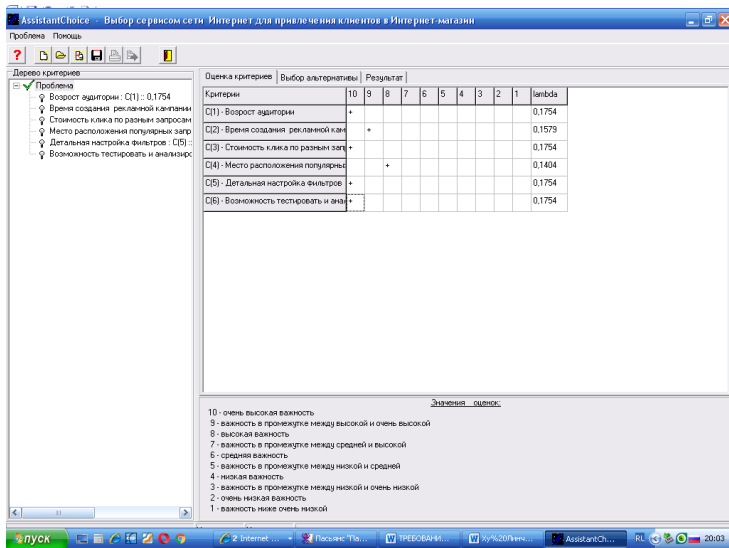 AssistantChoice - Выбор сервисом сети Интернет для привлечения клиентов в Интернет-магазин
Проблема Помощь
Дерево критериев
Проблема
Возрост аудитории : C(1) :: 0,1754
Время создания рекламной кампании
Стоимость клика по разным запросам
Место расположения популярных запр
Детальная настройка фильтров : C(5) ::
Возможность тестировать и анализиро
Оценка критериев Выбор альтернативы Результат
Критерии 10 9 8 7 6 5 4 3 2 1 lambda
C(1) - Возрост аудитории + 0,1754
C(2) - Время создания рекламной кам + 0,1579
C(3) - Стоимость клика по разным зап + 0,1754
C(4) - Место расположения популярных + 0,1404
C(5) - Детальная настройка фильтров + 0,1754
C(6) - Возможность тестировать и ана + 0,1754
Значения оценок:
10 - очень высокая важность
9 - важность в промежутке между высокой и очень высокой
8 - высокая важность
7 - важность в промежутке между средней и высокой
6 - средняя важность
5 - важность в промежутке между низкой и средней
4 - низкая важность
3 - важность в промежутке между низкой и очень низкой
2 - очень низкая важность
1 - важность ниже очень низкой
пуск 2 Internet ... Пасьянс "Па... ТРЕБОВАНИ... Ху%20Линч... AssistantCh... RL 20:03